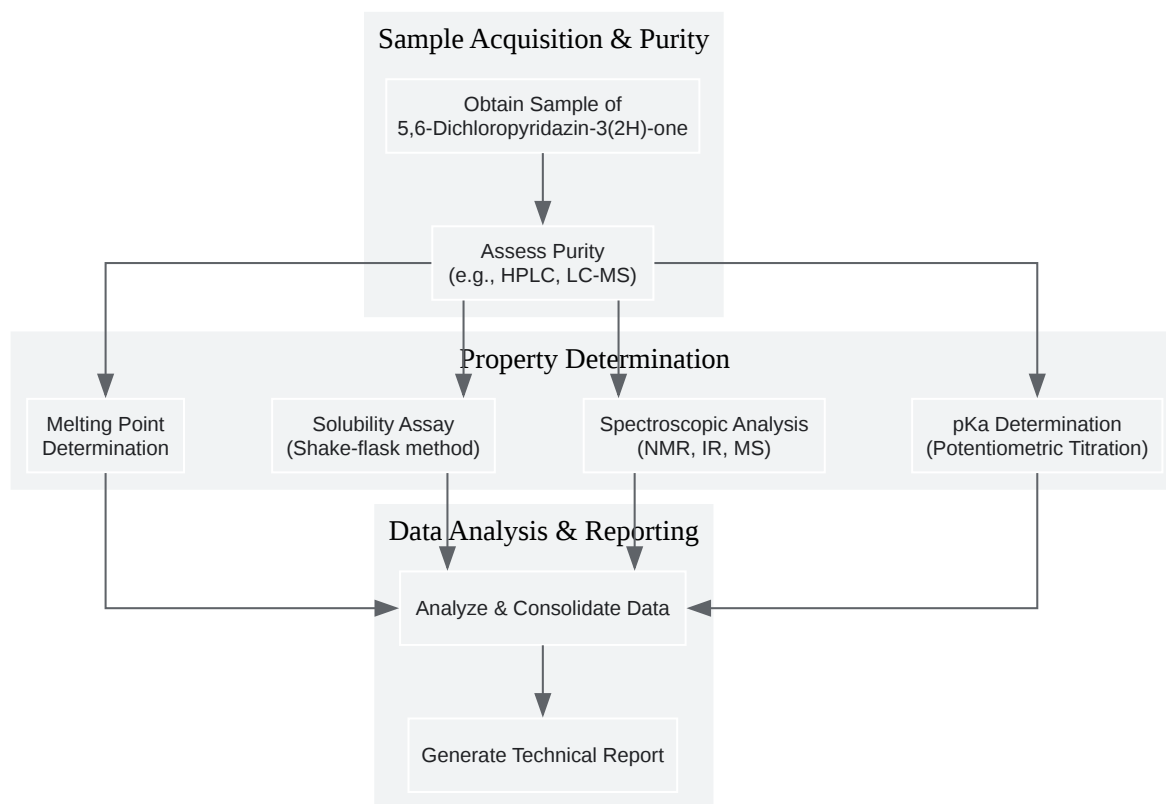 Sample Acquisition & Purity
Obtain Sample of
5,6-Dichloropyridazin-3(2H)-one
Assess Purity
(e.g., HPLC, LC-MS)
Property Determination
Melting Point
Determination
Solubility Assay
(Shake-flask method)
Spectroscopic Analysis
(NMR, IR, MS)
pKa Determination
(Potentiometric Titration)
Data Analysis & Reporting
Analyze & Consolidate Data
Generate Technical Report